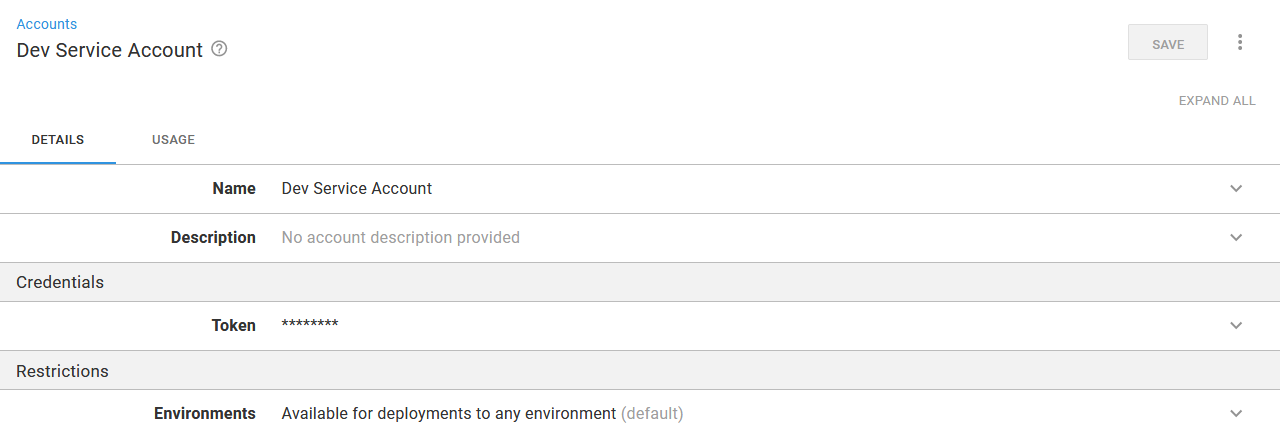 Accounts
Dev Service Account
SAVE
EXPAND ALL
DETAILS USAGE
Name Dev Service Account
Description No account description provided
Credentials
Token ********
Restrictions
Environments Available for deployments to any environment (default)